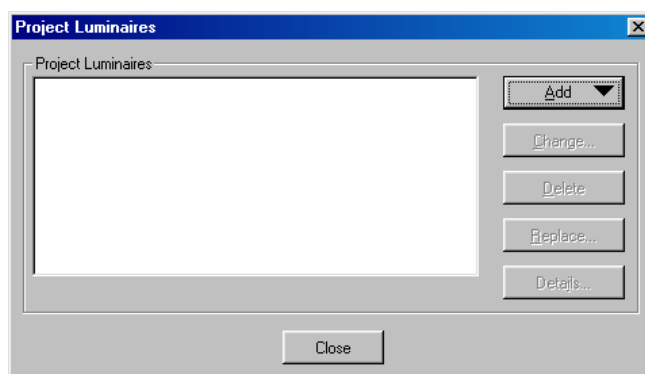 Project Luminaires
Project Luminaires
Add
Change...
Delete
Replace...
Details...
Close